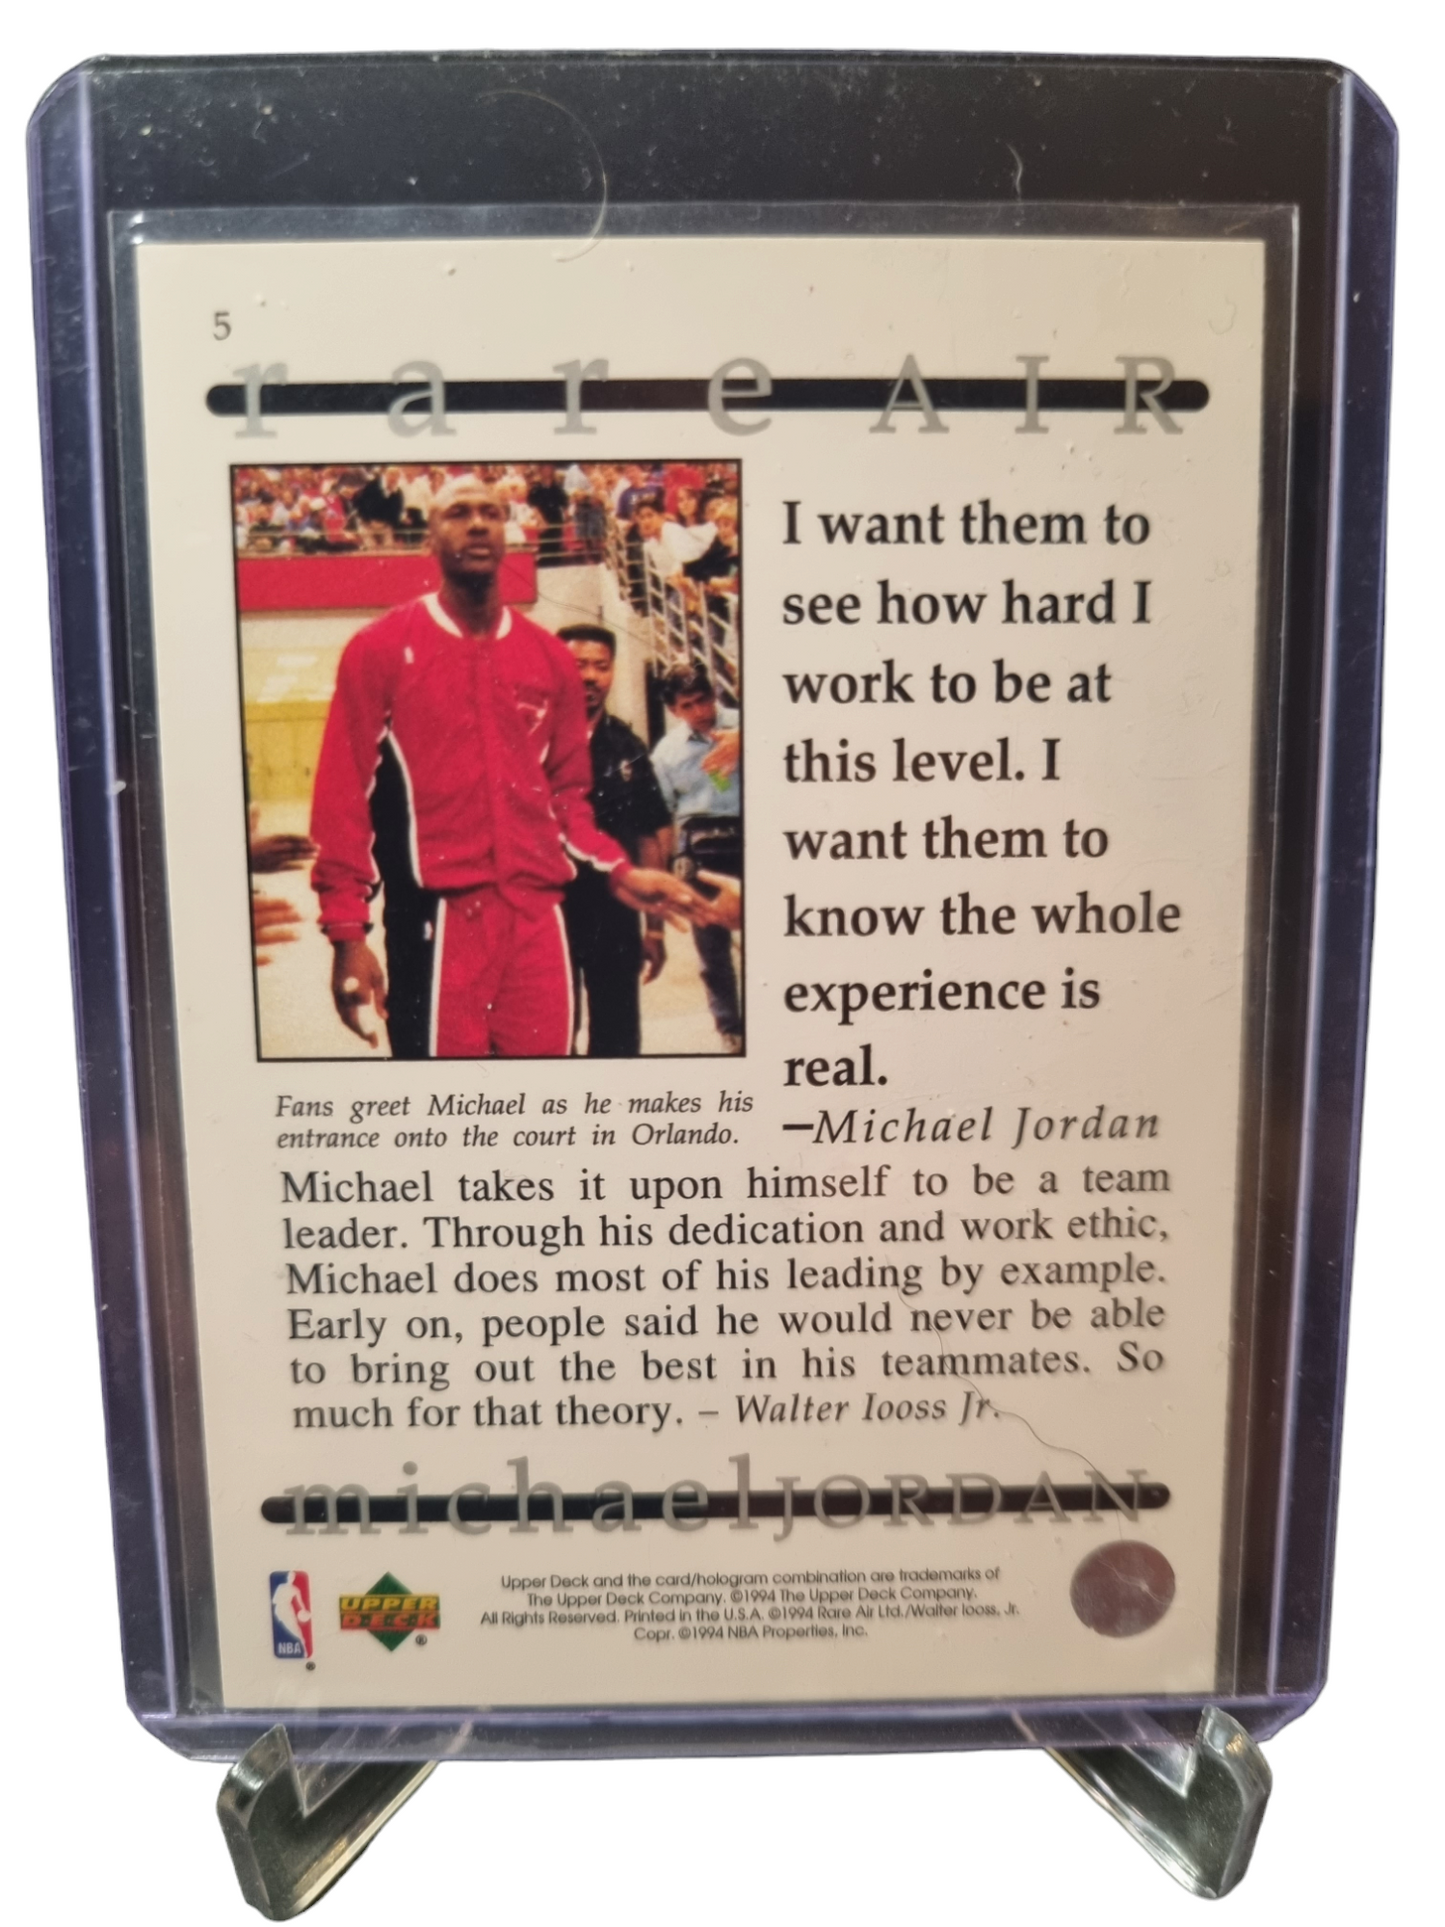 5
rareAIR
I want them to
see how hard I
work to be at
this level. I
want them to
know the whole
experience is
real.
—Michael Jordan
Fans greet Michael as he makes his
entrance onto the court in Orlando.
Michael takes it upon himself to be a team
leader. Through his dedication and work ethic,
Michael does most of his leading by example.
Early on, people said he would never be able
to bring out the best in his teammates. So
much for that theory. – Walter Iooss Jr.
michaelJORDAN
NBA
®
UPPER
DECK
®
Upper Deck and the card/hologram combination are trademarks of
The Upper Deck Company. ©1994 The Upper Deck Company.
All Rights Reserved. Printed in the U.S.A. ©1994 Rare Air Ltd./Walter Iooss, Jr.
Copr. ©1994 NBA Properties, Inc.